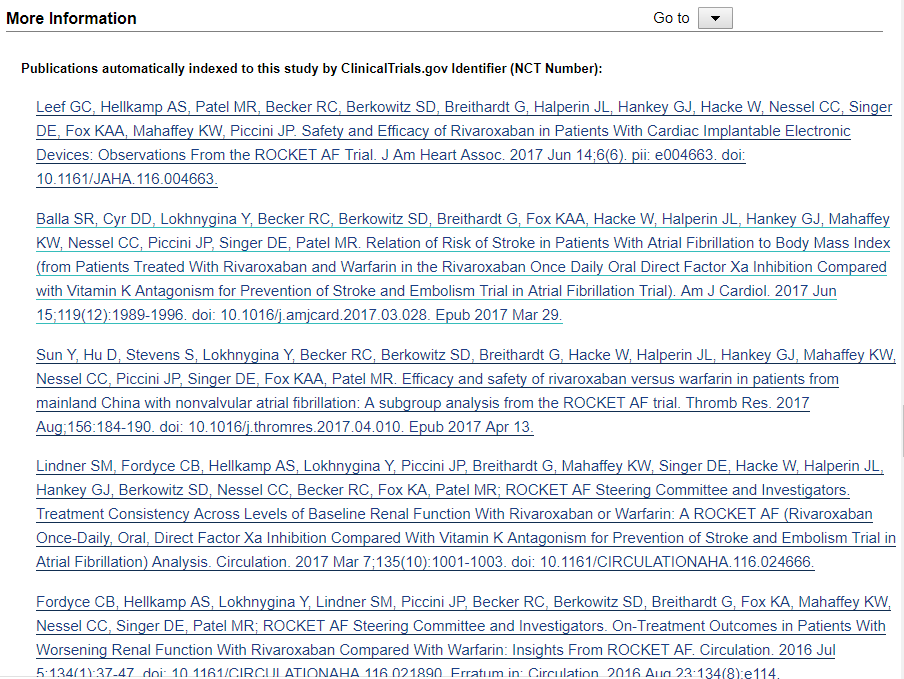 More Information
Go to
Publications automatically indexed to this study by ClinicalTrials.gov Identifier (NCT Number):
Leef GC, Hellkamp AS, Patel MR, Becker RC, Berkowitz SD, Breithardt G, Halperin JL, Hankey GJ, Hacke W, Nessel CC, Singer
DE, Fox KAA, Mahaffey KW, Piccini JP. Safety and Efficacy of Rivaroxaban in Patients With Cardiac Implantable Electronic
Devices: Observations From the ROCKET AF Trial. J Am Heart Assoc. 2017 Jun 14;6(6). pii: e004663. doi:
10.1161/JAHA.116.004663.
Balla SR, Cyr DD, Lokhnygina Y, Becker RC, Berkowitz SD, Breithardt G, Fox KAA, Hacke W, Halperin JL, Hankey GJ, Mahaffey
KW, Nessel CC, Piccini JP, Singer DE, Patel MR. Relation of Risk of Stroke in Patients With Atrial Fibrillation to Body Mass Index
(from Patients Treated With Rivaroxaban and Warfarin in the Rivaroxaban Once Daily Oral Direct Factor Xa Inhibition Compared
with Vitamin K Antagonism for Prevention of Stroke and Embolism Trial in Atrial Fibrillation Trial). Am J Cardiol. 2017 Jun
15;119(12):1989-1996. doi: 10.1016/j.amjcard.2017.03.028. Epub 2017 Mar 29.
Sun Y, Hu D, Stevens S, Lokhnygina Y, Becker RC, Berkowitz SD, Breithardt G, Hacke W, Halperin JL, Hankey GJ, Mahaffey KW,
Nessel CC, Piccini JP, Singer DE, Fox KAA, Patel MR. Efficacy and safety of rivaroxaban versus warfarin in patients from
mainland China with nonvalvular atrial fibrillation: A subgroup analysis from the ROCKET AF trial. Thromb Res. 2017
Aug;156:184-190. doi: 10.1016/j.thromres.2017.04.010. Epub 2017 Apr 13.
Lindner SM, Fordyce CB, Hellkamp AS, Lokhnygina Y, Piccini JP, Breithardt G, Mahaffey KW, Singer DE, Hacke W, Halperin JL,
Hankey GJ, Berkowitz SD, Nessel CC, Becker RC, Fox KA, Patel MR; ROCKET AF Steering Committee and Investigators.
Treatment Consistency Across Levels of Baseline Renal Function With Rivaroxaban or Warfarin: A ROCKET AF (Rivaroxaban
Once-Daily, Oral, Direct Factor Xa Inhibition Compared With Vitamin K Antagonism for Prevention of Stroke and Embolism Trial in
Atrial Fibrillation) Analysis. Circulation. 2017 Mar 7;135(10):1001-1003. doi: 10.1161/CIRCULATIONAHA.116.024666.
Fordyce CB, Hellkamp AS, Lokhnygina Y, Lindner SM, Piccini JP, Becker RC, Berkowitz SD, Breithardt G, Fox KA, Mahaffey KW,
Nessel CC, Singer DE, Patel MR; ROCKET AF Steering Committee and Investigators. On-Treatment Outcomes in Patients With
Worsening Renal Function With Rivaroxaban Compared With Warfarin: Insights From ROCKET AF. Circulation. 2016 Jul
5;134(1):37-47. doi: 10.1161/CIRCULATIONAHA.116.021890. Erratum in: Circulation. 2016 Aug 23;134(8):e114.